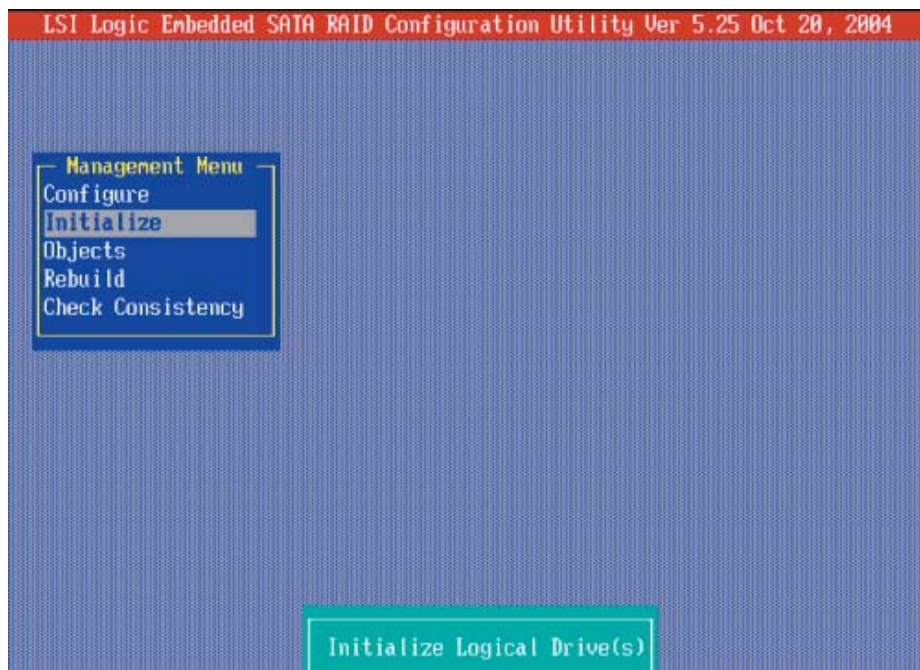 LSI Logic Embedded SATA RAID Configuration Utility Ver 5.25 Oct 20, 2004
Management Menu
Configure
Initialize
Objects
Rebuild
Check Consistency
Initialize Logical Drive(s)